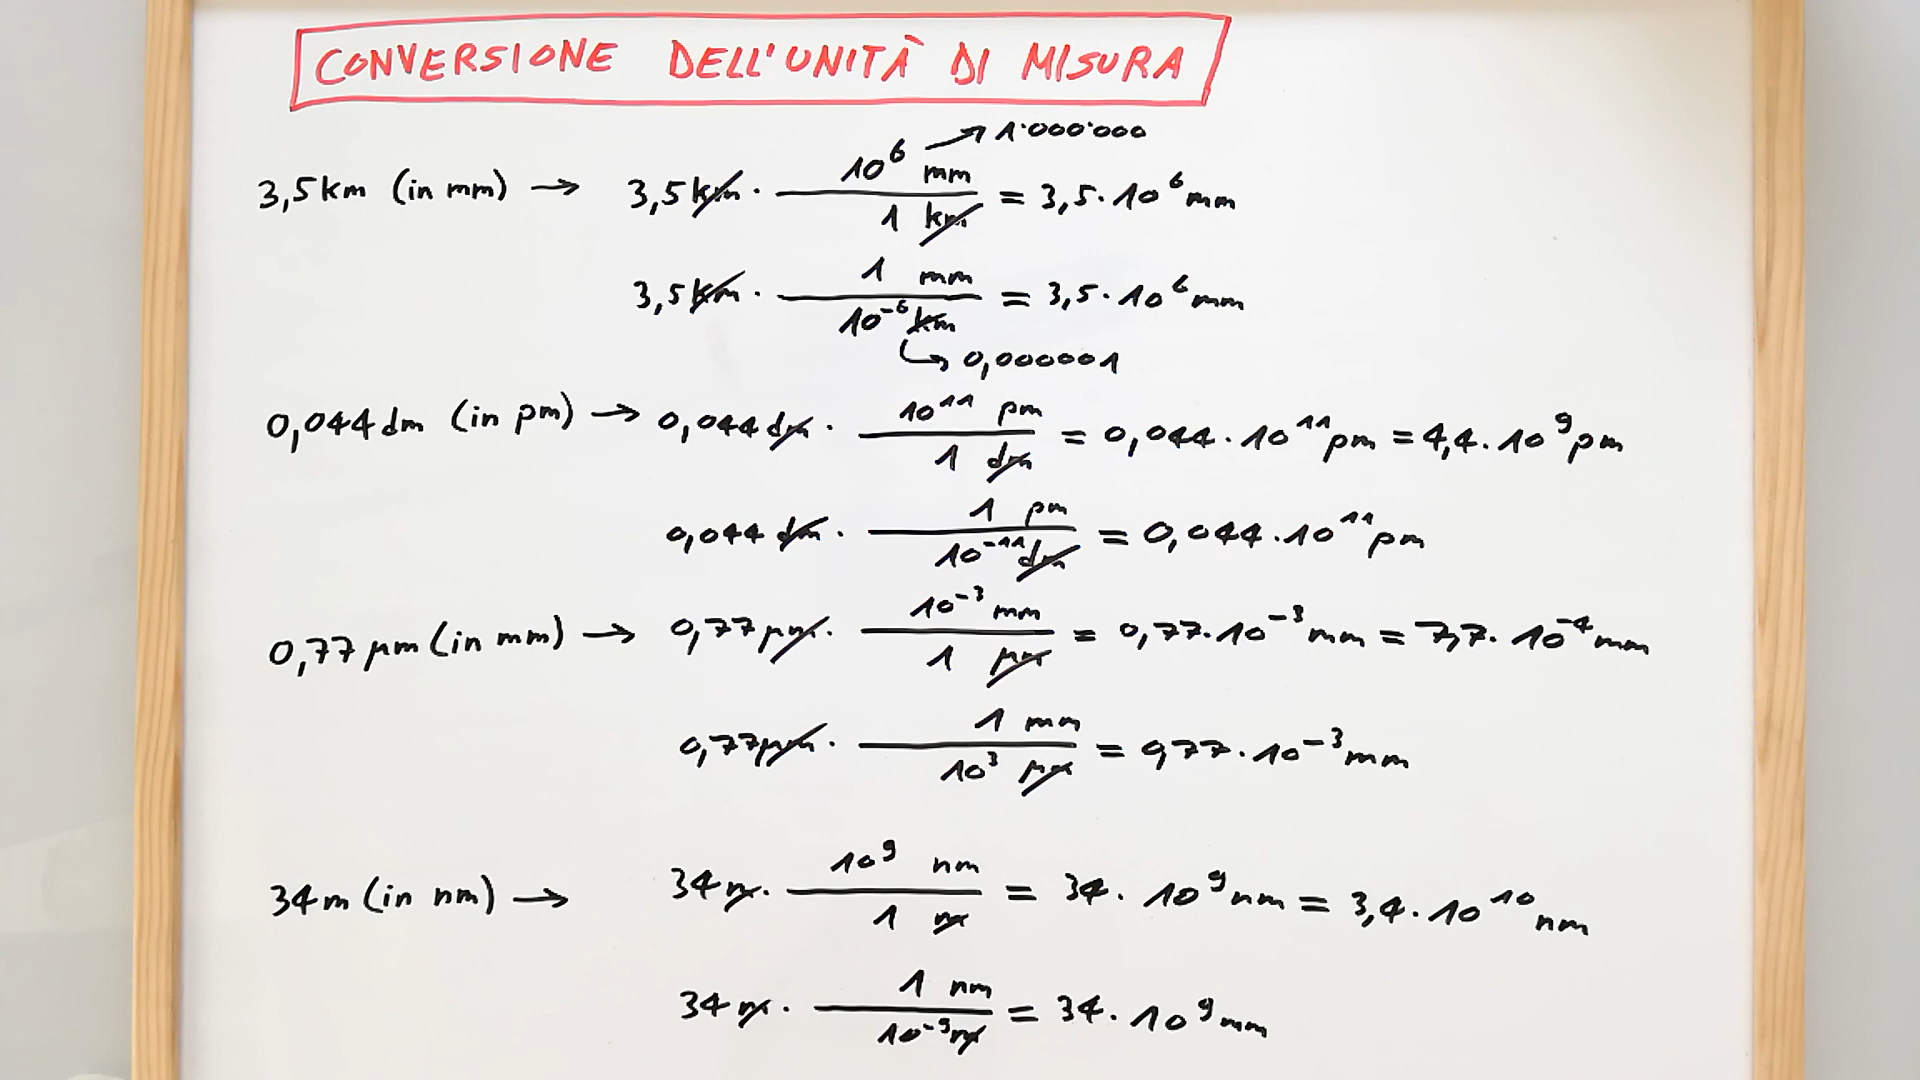 CONVERSIONE DELL'UNITÀ DI MISURA
3,5 km (in mm) → 3,5 km · 10⁶ mm / 1 km = 3,5 · 10⁶ mm
→ 1'000'000
3,5 km · 1 mm / 10⁻⁶ km = 3,5 · 10⁶ mm
↳ 0,000001
0,044 dm (in pm) → 0,044 dm · 10¹¹ pm / 1 dm = 0,044 · 10¹¹ pm = 4,4 · 10⁹ pm
0,044 dm · 1 pm / 10⁻¹¹ dm = 0,044 · 10¹¹ pm
0,77 μm (in mm) → 0,77 μm · 10⁻³ mm / 1 μm = 0,77 · 10⁻³ mm = 7,7 · 10⁻⁴ mm
0,77 μm · 1 mm / 10³ μm = 0,77 · 10⁻³ mm
34 m (in nm) → 34 m · 10⁹ nm / 1 m = 34 · 10⁹ nm = 3,4 · 10¹⁰ nm
34 m · 1 nm / 10⁻⁹ m = 34 · 10⁹ mm